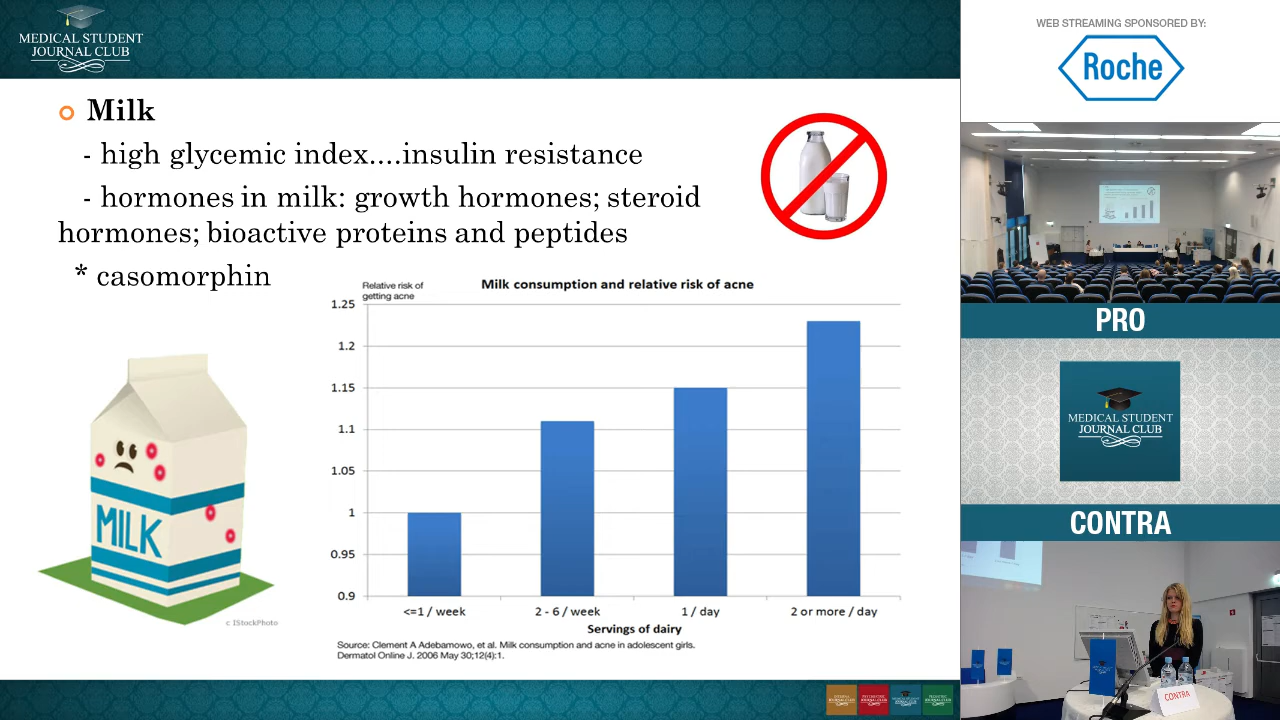 MEDICAL STUDENT
JOURNAL CLUB
Milk
- high glycemic index....insulin resistance
- hormones in milk: growth hormones; steroid
hormones; bioactive proteins and peptides
* casomorphin
MILK
c IStockPhoto
Milk consumption and relative risk of acne
Relative risk of
getting acne
1.25
1.2
1.15
1.1
1.05
1
0.95
0.9
<=1 / week
2 - 6 / week
1 / day
2 or more / day
Servings of dairy
Source: Clement A Adebamowo, et al. Milk consumption and acne in adolescent girls.
Dermatol Online J. 2006 May 30;12(4):1.
WEB STREAMING SPONSORED BY:
Roche
PRO
MEDICAL STUDENT
JOURNAL CLUB
CONTRA
CONTRA